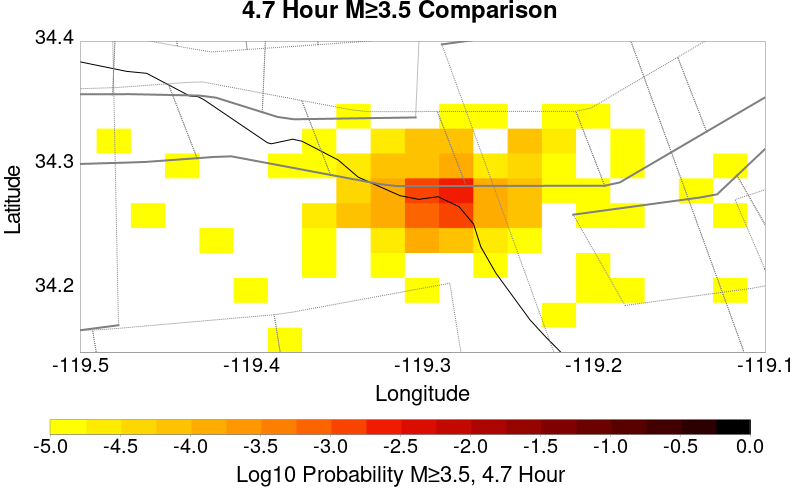 4.7 Hour M≥3.5 Comparison
34.4
34.3
34.2
Latitude
-119.5 -119.4 -119.3 -119.2 -119.1
Longitude
-5.0 -4.5 -4.0 -3.5 -3.0 -2.5 -2.0 -1.5 -1.0 -0.5 0.0
Log10 Probability M≥3.5, 4.7 Hour